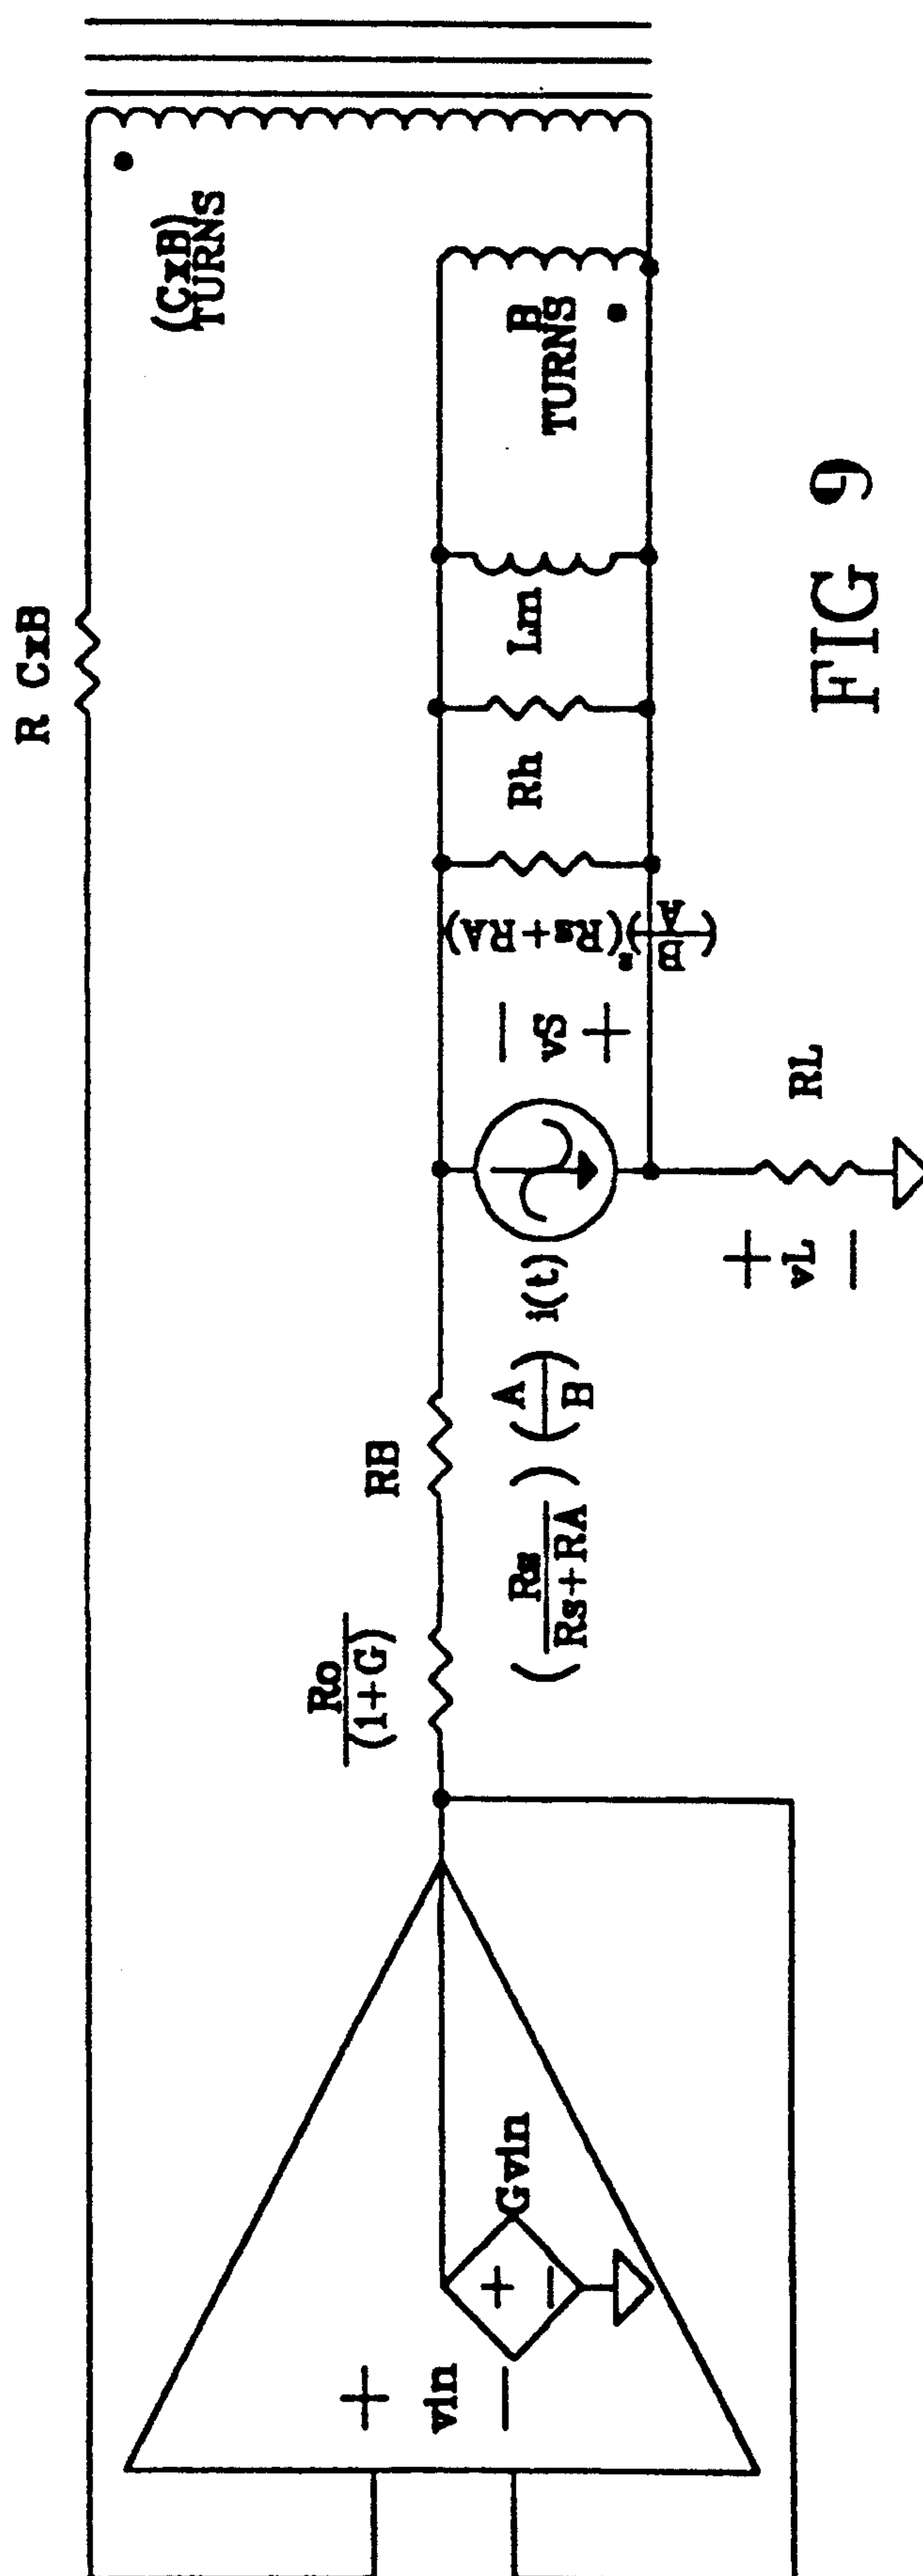 R CxB
(CxB)
TURNS
B
TURNS
Lm
Rh
(B/A)²(Rs+RA)
− vS +
RL
+ vL −
i(t)
(A/B)
(Rs/(Rs+RA))
RB
Ro/(1+G)
Gvin
+ −
+ vin −
FIG 9